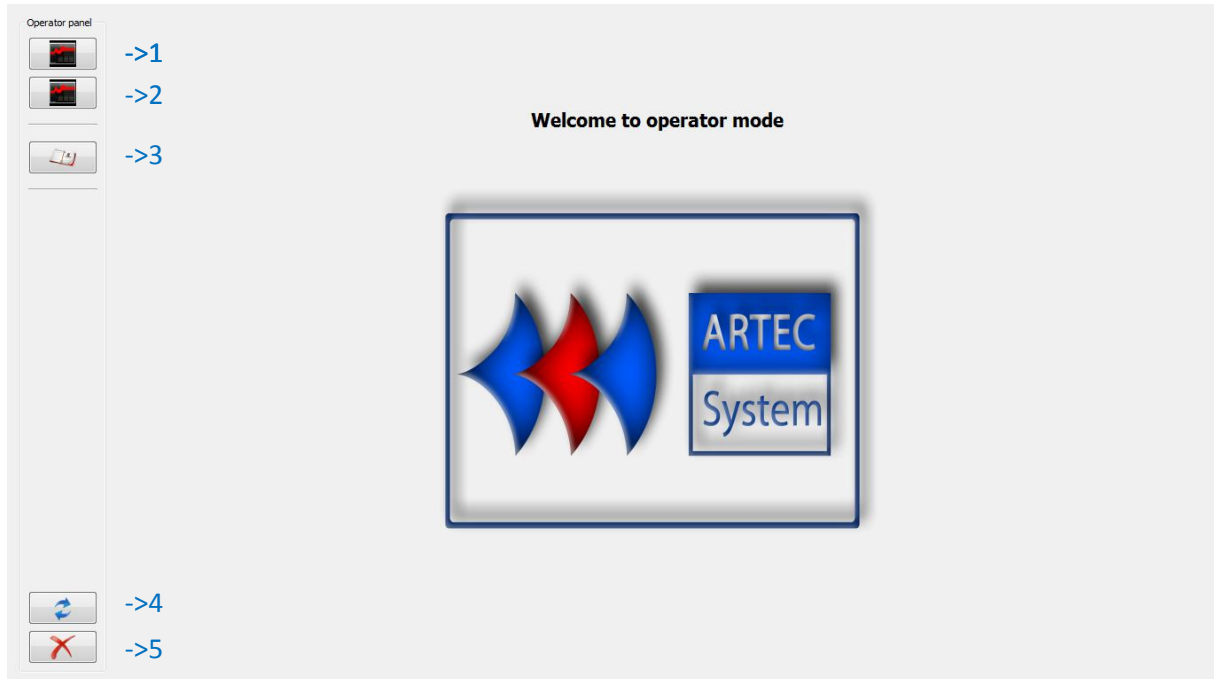 Operator panel
->1
->2
Welcome to operator mode
->3
ARTEC
System
->4
->5